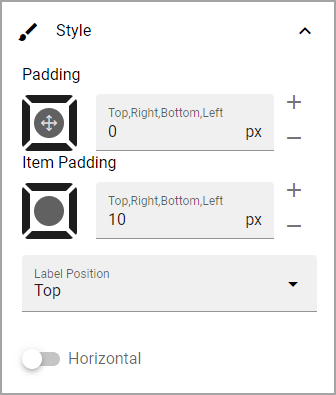 Style
Padding
Top,Right,Bottom,Left
0 px
Item Padding
Top,Right,Bottom,Left
10 px
Label Position
Top
Horizontal